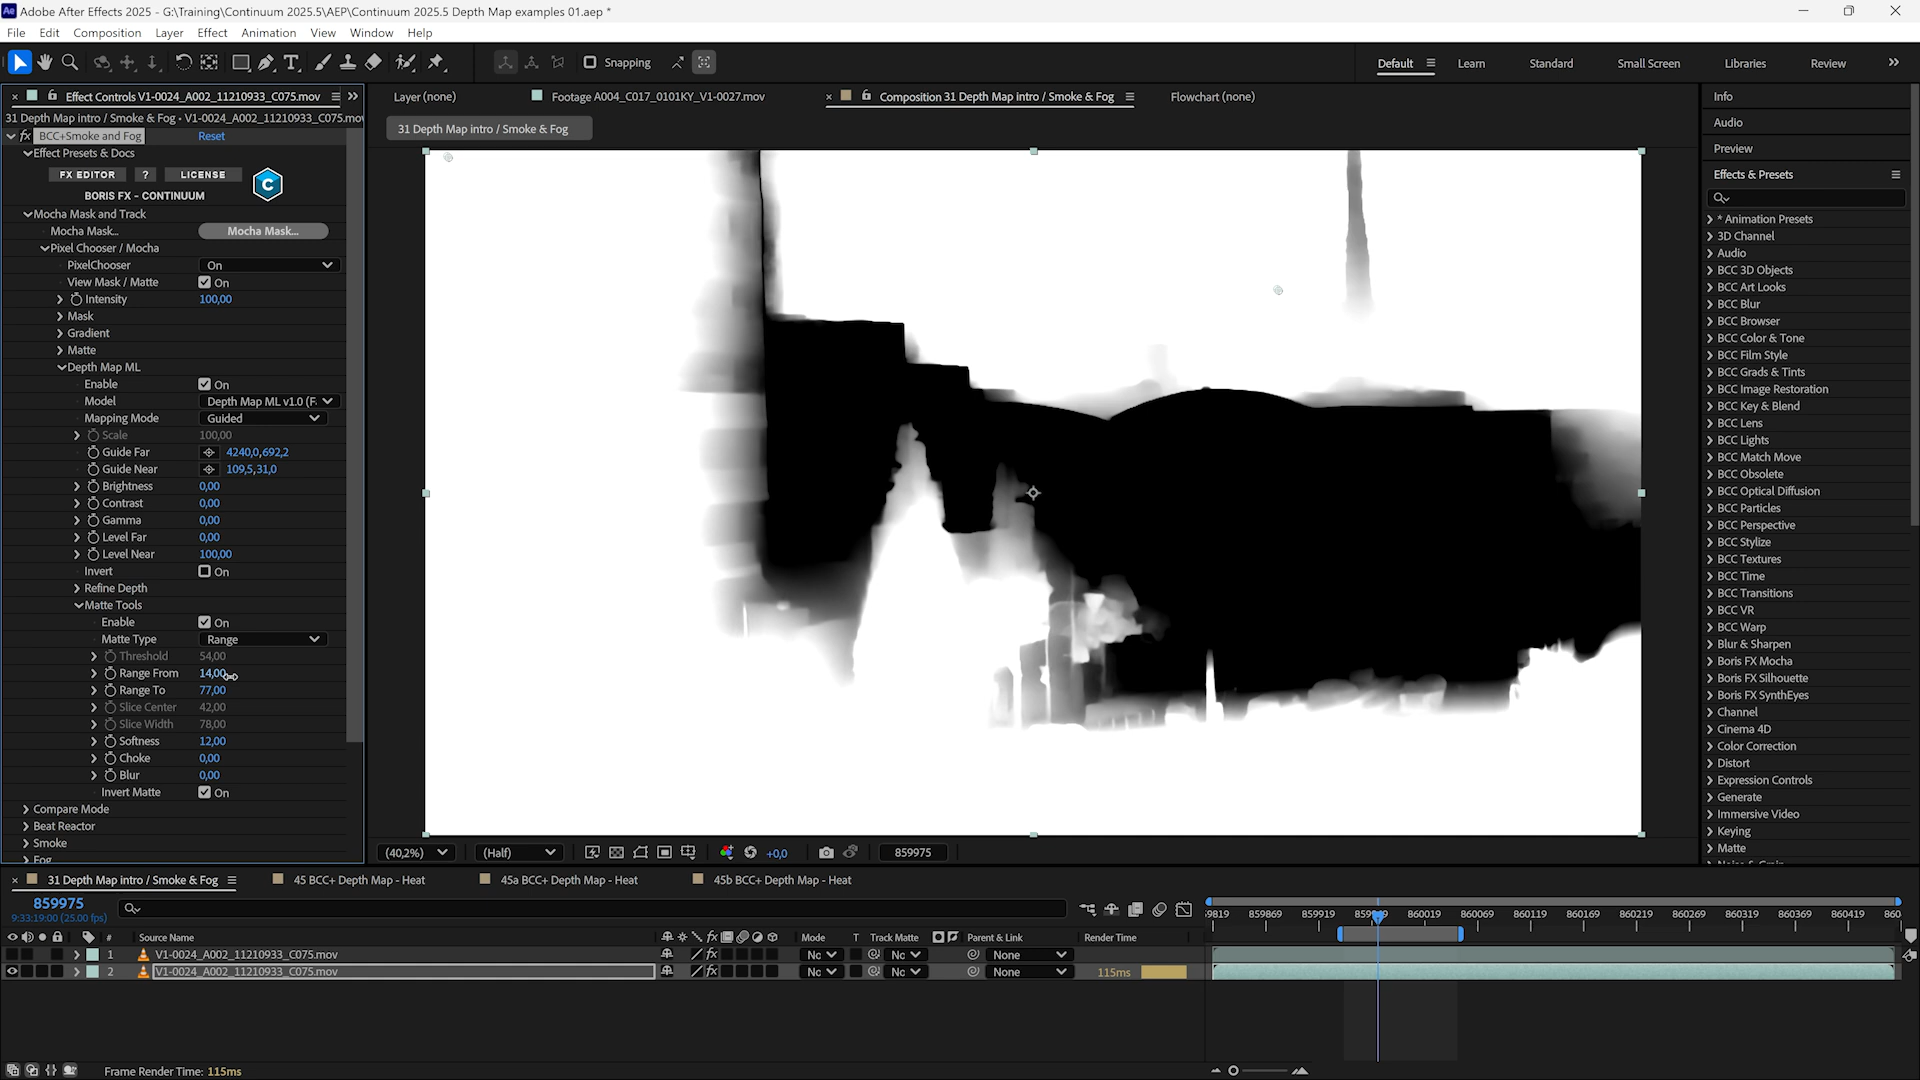 Adobe After Effects 2025 - G:\Training\Continuum 2025.5\AEP\Continuum 2025.5 Depth Map examples 01.aep *
File Edit Composition Layer Effect Animation View Window Help
Snapping
Default Learn Standard Small Screen Libraries Review
Effect Controls V1-0024_A002_11210933_C075.mov
Layer (none)
Footage A004_C017_0101KY_V1-0027.mov
Composition 31 Depth Map intro / Smoke & Fog
Flowchart (none)
31 Depth Map intro / Smoke & Fog • V1-0024_A002_11210933_C075.mov
31 Depth Map intro / Smoke & Fog
BCC+Smoke and Fog Reset
Effect Presets & Docs
FX EDITOR ? LICENSE
BORIS FX - CONTINUUM
Mocha Mask and Track
Mocha Mask... Mocha Mask...
Pixel Chooser / Mocha
PixelChooser On
View Mask / Matte On
Intensity 100,00
Mask
Gradient
Matte
Depth Map ML
Enable On
Model Depth Map ML v1.0 (F
Mapping Mode Guided
Scale 100,00
Guide Far 4240,0,692,2
Guide Near 109,5,31,0
Brightness 0,00
Contrast 0,00
Gamma 0,00
Level Far 0,00
Level Near 100,00
Invert On
Refine Depth
Matte Tools
Enable On
Matte Type Range
Threshold 54,00
Range From 14,00
Range To 77,00
Slice Center 42,00
Slice Width 78,00
Softness 12,00
Choke 0,00
Blur 0,00
Invert Matte On
Compare Mode
Beat Reactor
Smoke
Fog
(40,2%) (Half) +0,0 859975
Info
Audio
Preview
Effects & Presets
* Animation Presets
3D Channel
Audio
BCC 3D Objects
BCC Art Looks
BCC Blur
BCC Browser
BCC Color & Tone
BCC Film Style
BCC Grads & Tints
BCC Image Restoration
BCC Key & Blend
BCC Lens
BCC Lights
BCC Match Move
BCC Obsolete
BCC Optical Diffusion
BCC Particles
BCC Perspective
BCC Stylize
BCC Textures
BCC Time
BCC Transitions
BCC VR
BCC Warp
Blur & Sharpen
Boris FX Mocha
Boris FX Silhouette
Boris FX SynthEyes
Channel
Cinema 4D
Color Correction
Distort
Expression Controls
Generate
Immersive Video
Keying
Matte
31 Depth Map intro / Smoke & Fog
45 BCC+ Depth Map - Heat
45a BCC+ Depth Map - Heat
45b BCC+ Depth Map - Heat
859975
9:33:19:00 (25.00 fps)
9819 859869 859919 860019 860069 860119 860169 860219 860269 860319 860369 860419 860
# Source Name Mode T Track Matte Parent & Link Render Time
1 V1-0024_A002_11210933_C075.mov Nc Nc None
2 V1-0024_A002_11210933_C075.mov Nc Nc None 115ms
Frame Render Time: 115ms